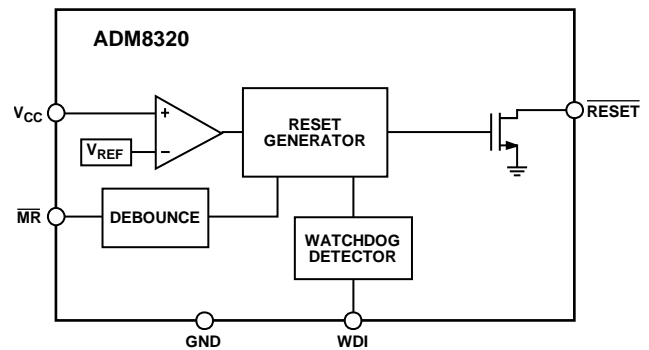 ADM8320
VCC
+
VREF
−
RESET
GENERATOR
RESET
MR
DEBOUNCE
WATCHDOG
DETECTOR
GND
WDI